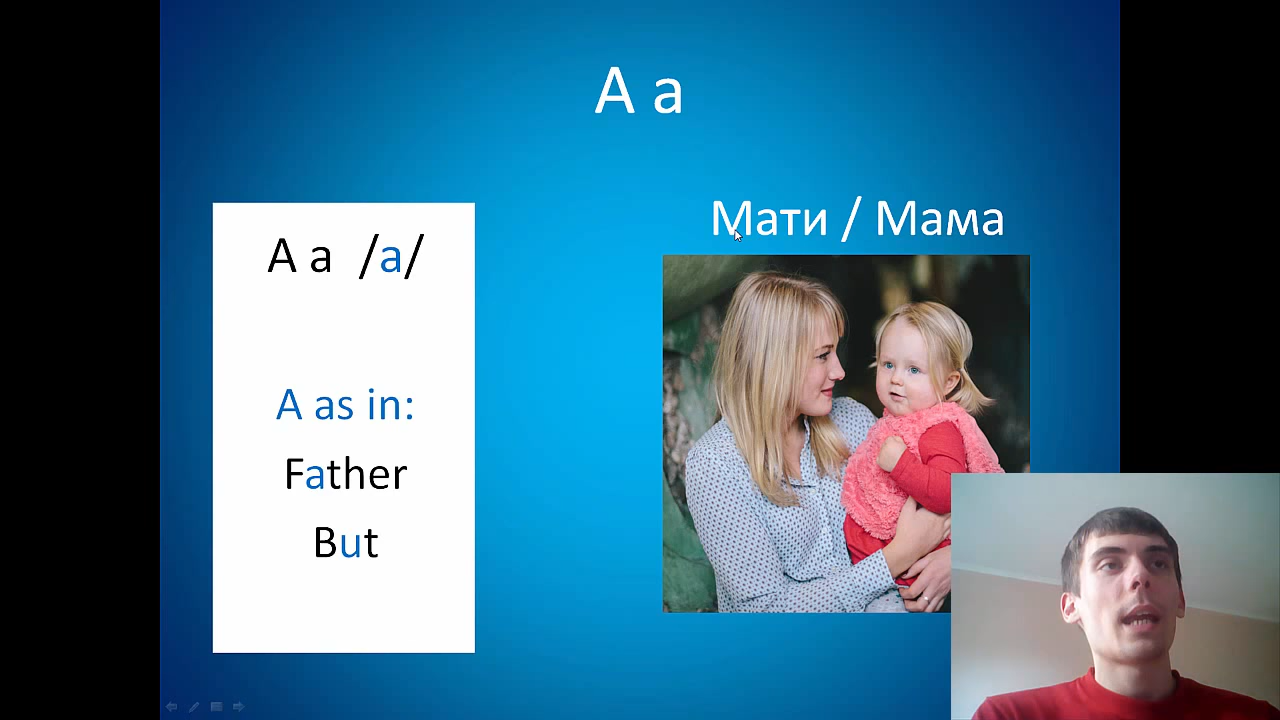 А а
А а /а/
A as in:
Father
But
Мати / Мама